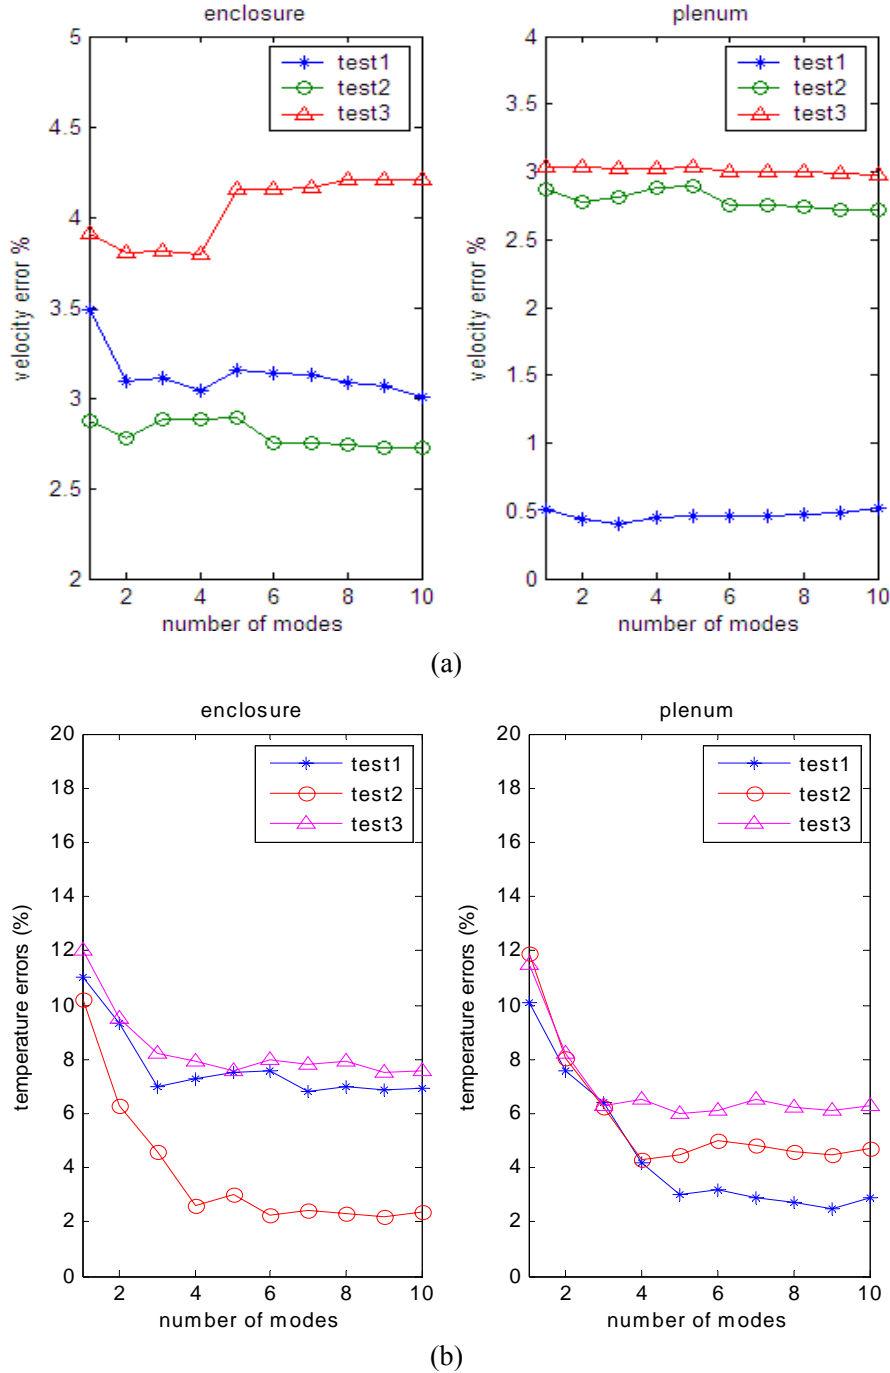 enclosure
5
4.5
4
3.5
3
2.5
2
velocity error %
2
4
6
8
10
number of modes
test1
test2
test3
plenum
4
3.5
3
2.5
2
1.5
1
0.5
0
velocity error %
2
4
6
8
10
number of modes
test1
test2
test3
(a)
enclosure
20
18
16
14
12
10
8
6
4
2
0
temperature errors (%)
2
4
6
8
10
number of modes
test1
test2
test3
plenum
20
18
16
14
12
10
8
6
4
2
0
temperature errors (%)
2
4
6
8
10
number of modes
test1
test2
test3
(b)